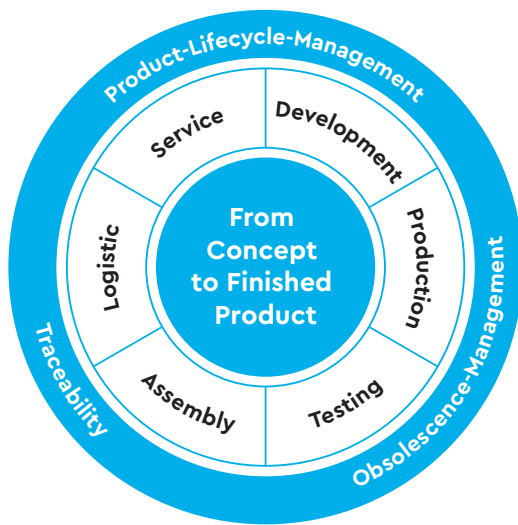 Product-Lifecycle-Management
Service
Development
Logistic
From
Concept
to Finished
Product
Production
Assembly
Testing
Traceability
Obsolescence-Management